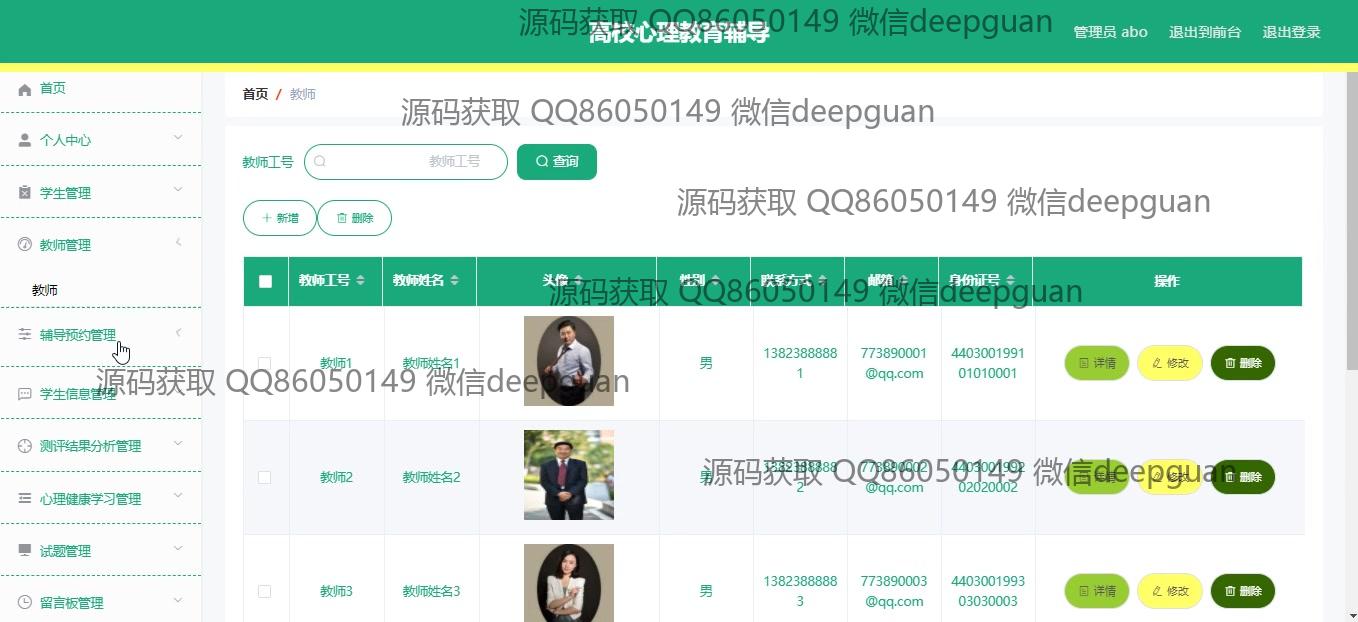 源码获取 QQ86050149 微信deepguan
高校心理教育辅导
管理员 abo 退出到前台 退出登录
首页
首页 / 教师
源码获取 QQ86050149 微信deepguan
个人中心
教师工号 教师工号 查询
学生管理
源码获取 QQ86050149 微信deepguan
新增 删除
教师管理
教师
教师工号 教师姓名 头像 性别 联系方式 邮箱 身份证号 操作
源码获取 QQ86050149 微信deepguan
辅导预约管理
教师1 教师姓名1 男 13823888881 773890001@qq.com 440300199101010001 详情 修改 删除
源码获取 QQ86050149 微信deepguan
学生信息管理
测评结果分析管理
教师2 教师姓名2 男 13823888882 773890002@qq.com 440300199202020002 详情 修改 删除
源码获取 QQ86050149 微信deepguan
心理健康学习管理
试题管理
教师3 教师姓名3 男 13823888883 773890003@qq.com 440300199303030003 详情 修改 删除
留言板管理